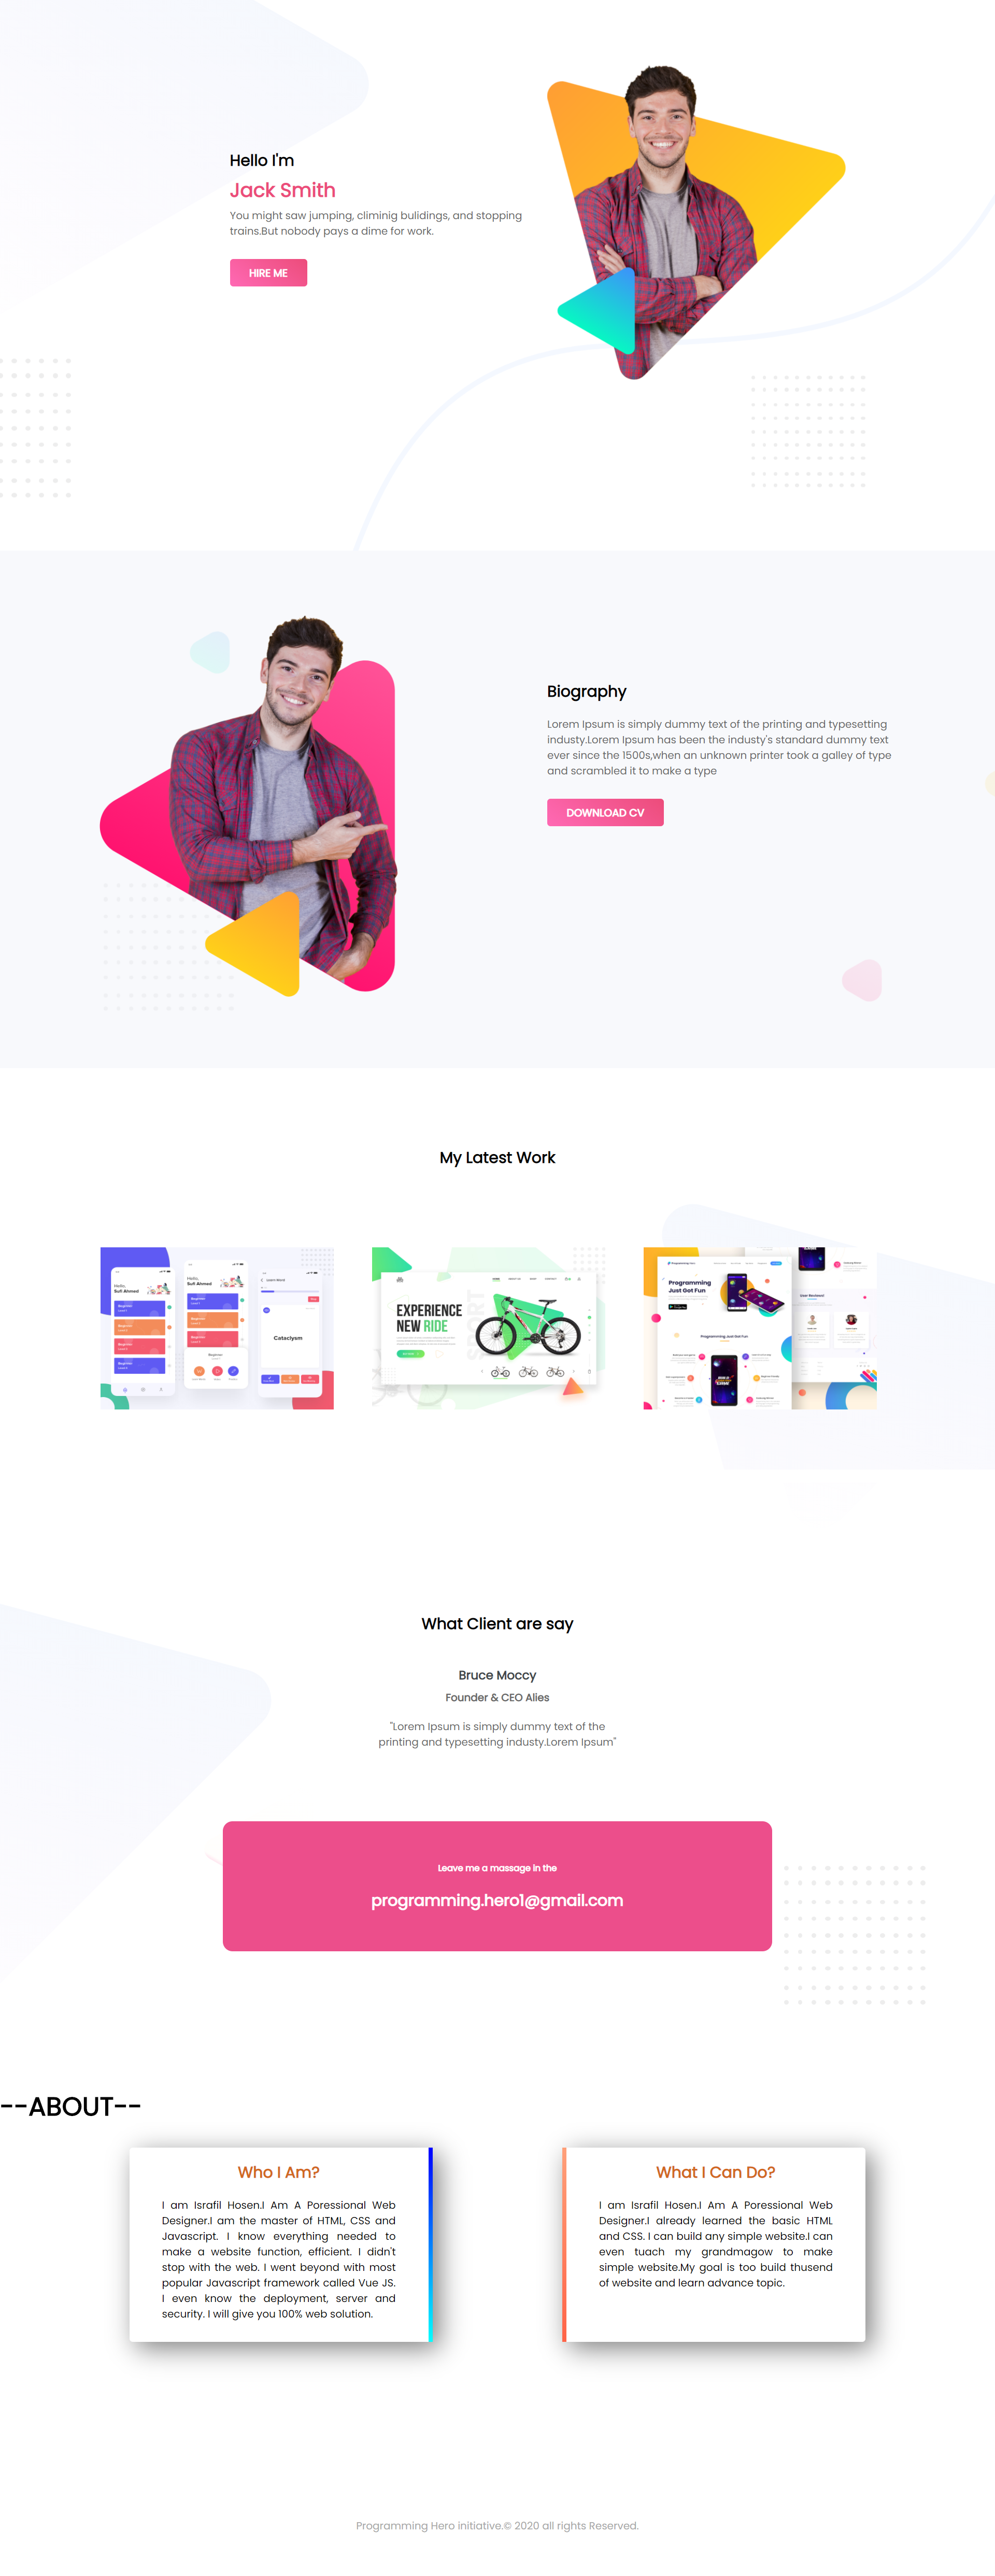 Hello I'm
Jack Smith
You might saw jumping, climinig bulidings, and stopping
trains.But nobody pays a dime for work.
HIRE ME
Biography
Lorem Ipsum is simply dummy text of the printing and typesetting
industy.Lorem Ipsum has been the industy's standard dummy text
ever since the 1500s,when an unknown printer took a galley of type
and scrambled it to make a type
DOWNLOAD CV
My Latest Work
Hello,
Sufi Ahmed
Hello,
Sufi Ahmed
Cataclysm
EXPERIENCE
NEW RIDE
Programming
Just Got Fun
Programming Just Got Fun
What Client are say
Bruce Moccy
Founder & CEO Alies
"Lorem Ipsum is simply dummy text of the
printing and typesetting industy.Lorem Ipsum"
Leave me a massage in the
programming.hero1@gmail.com
--ABOUT--
Who I Am?
I am Israfil Hosen.I Am A Poressional Web
Designer.I am the master of HTML, CSS and
Javascript. I know everything needed to
make a website function, efficient. I didn't
stop with the web. I went beyond with most
popular Javascript framework called Vue JS.
I even know the deployment, server and
security. I will give you 100% web solution.
What I Can Do?
I am Israfil Hosen.I Am A Poressional Web
Designer.I already learned the basic HTML
and CSS. I can build any simple website.I can
even tuach my grandmagow to make
simple website.My goal is too build thusend
of website and learn advance topic.
Programming Hero initiative.© 2020 all rights Reserved.